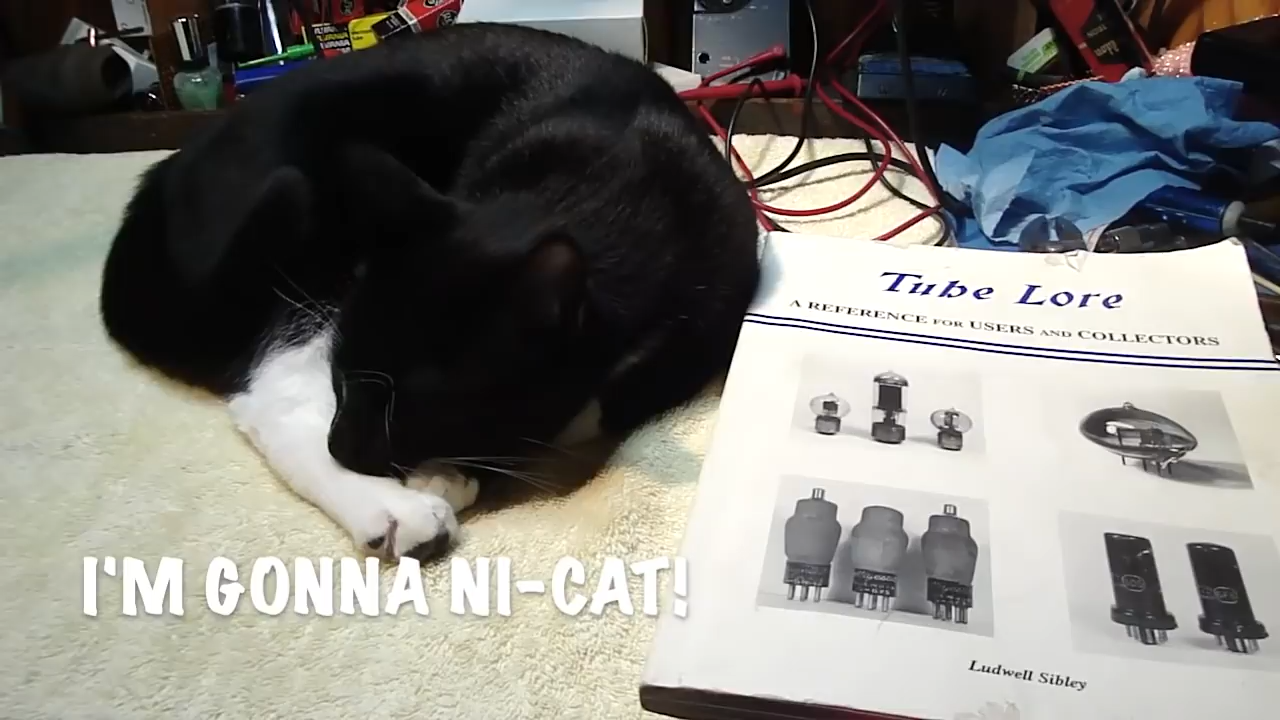 Tube Lore
A REFERENCE FOR USERS AND COLLECTORS
Ludwell Sibley
I'M GONNA NI-CAT!